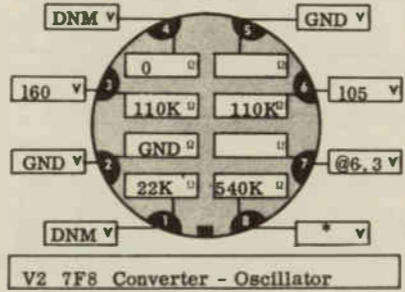 DNM V GND V
4 5
0 Ω Ω
160 V 3 6 105 V
110K Ω 110K Ω
GND V 2 GND Ω Ω 7 @6.3 V
22K Ω 540K Ω
DNM V 1 8 * V
V2 7F8 Converter - Oscillator